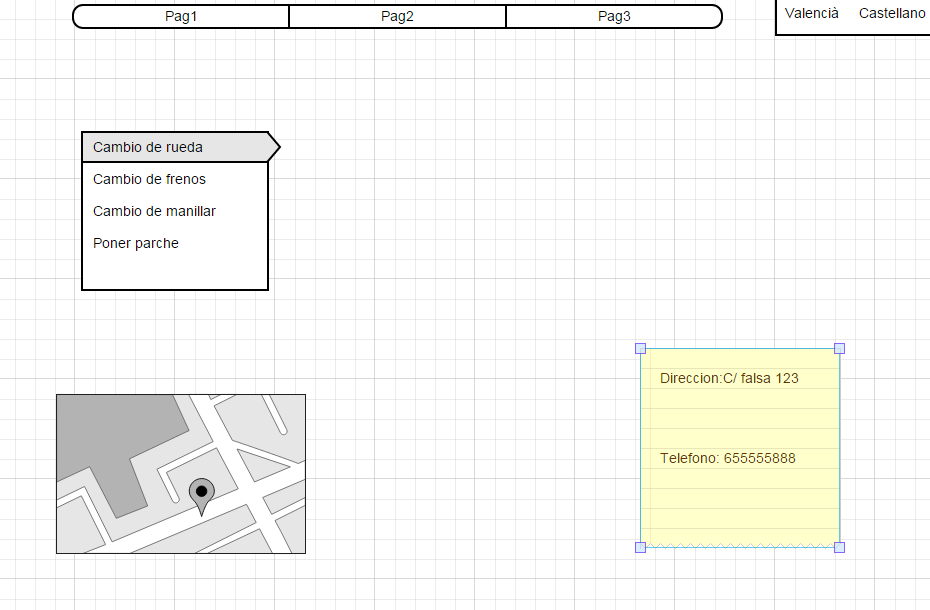 Pag1 Pag2 Pag3
Valencià Castellano
Cambio de rueda
Cambio de frenos
Cambio de manillar
Poner parche
Direccion:C/ falsa 123
Telefono: 655555888